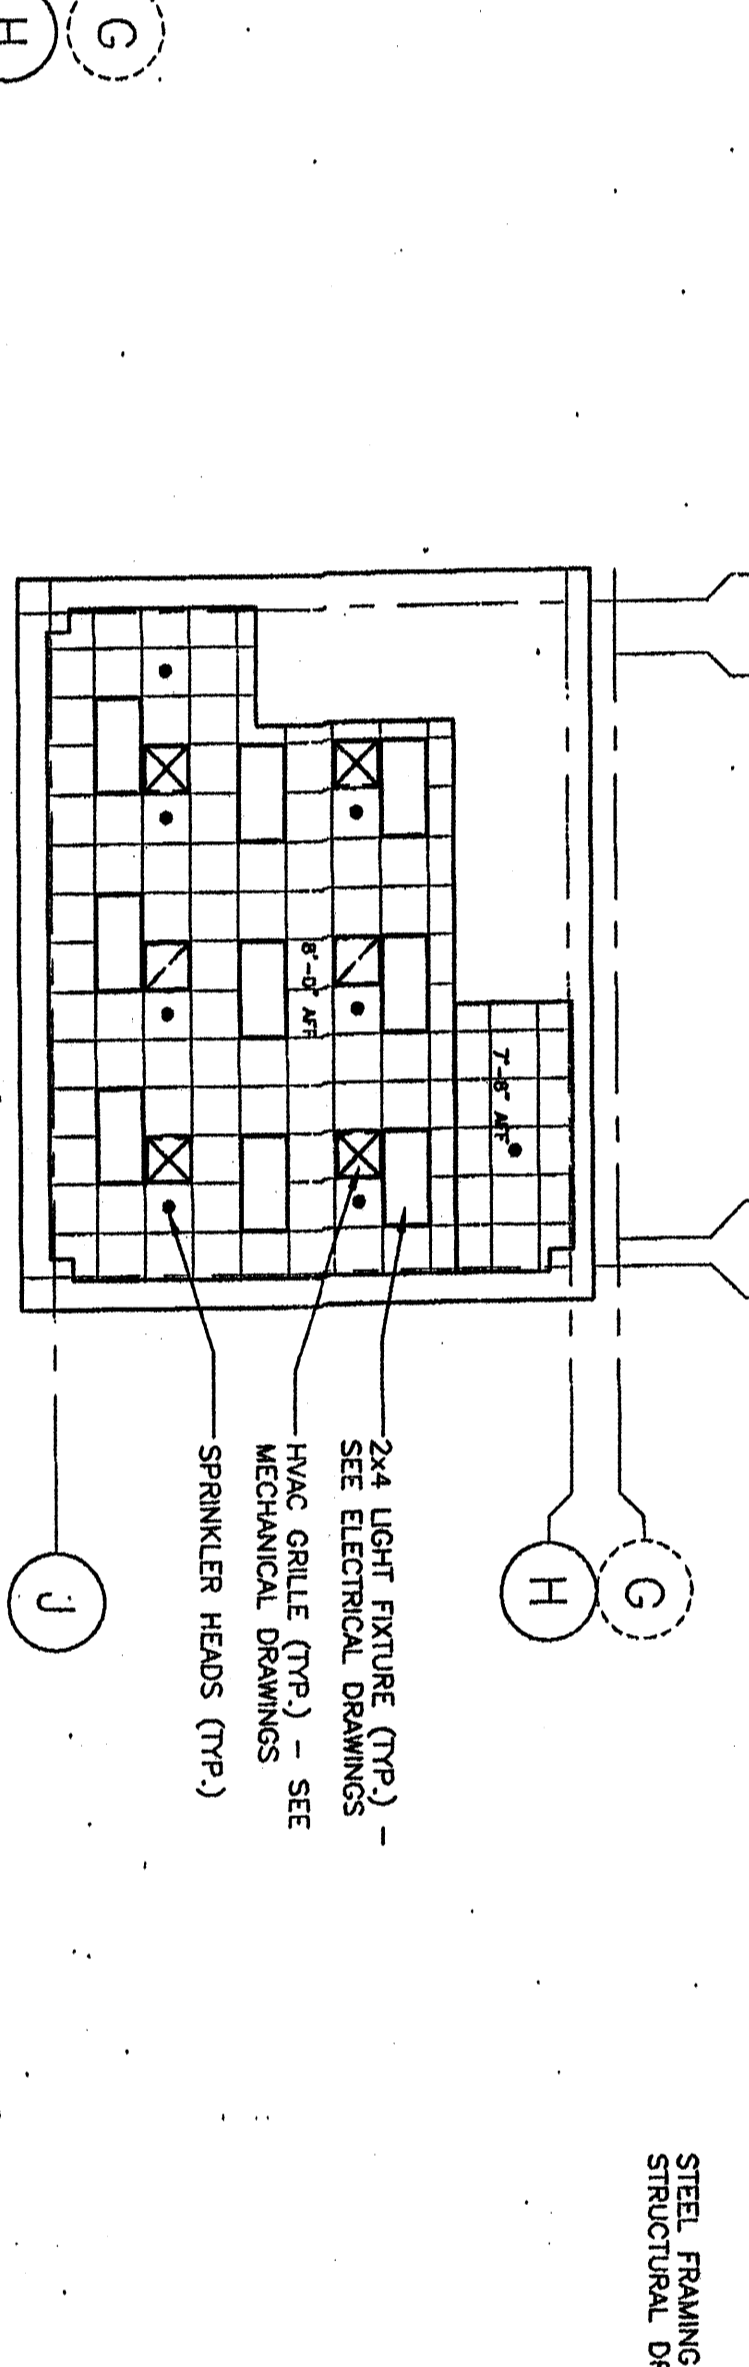 G
H
8'-0" AFF
7'-8" AFF
2x4 LIGHT FIXTURE (TYP.) –
SEE ELECTRICAL DRAWINGS
HVAC GRILLE (TYP.) – SEE
MECHANICAL DRAWINGS
SPRINKLER HEADS (TYP.)
G
H
J
STEEL FRAMING
STRUCTURAL